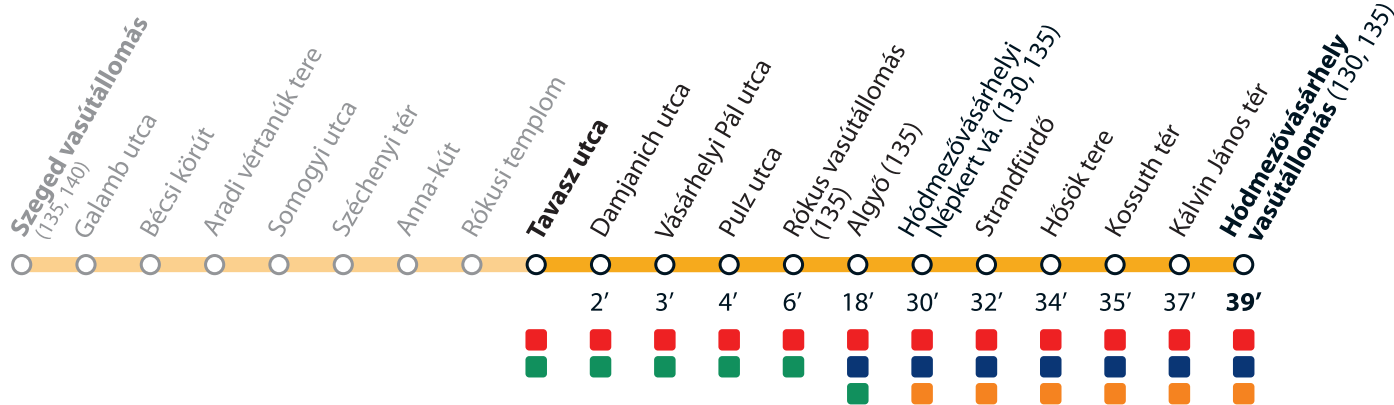 Szeged vasútállomás
(135, 140)
Galamb utca
Bécsi körút
Aradi vértanúk tere
Somogyi utca
Széchenyi tér
Anna-kút
Rókusi templom
Tavasz utca
Damjanich utca
Vásárhelyi Pál utca
Pulz utca
Rókus vasútállomás
(135)
Algyő (135)
Hódmezővásárhelyi
Népkert vá. (130, 135)
Strandfürdő
Hősök tere
Kossuth tér
Kálvin János tér
Hódmezővásárhely
vasútállomás (130, 135)
2’ 3’ 4’ 6’ 18’ 30’ 32’ 34’ 35’ 37’ 39’